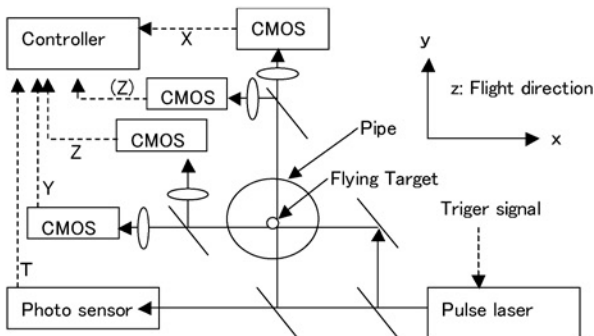 CMOS
Controller
X
y
(Z)
CMOS
z: Flight direction
CMOS
x
Z
Pipe
Flying Target
Y
CMOS
Triger signal
T
Photo sensor
Pulse laser